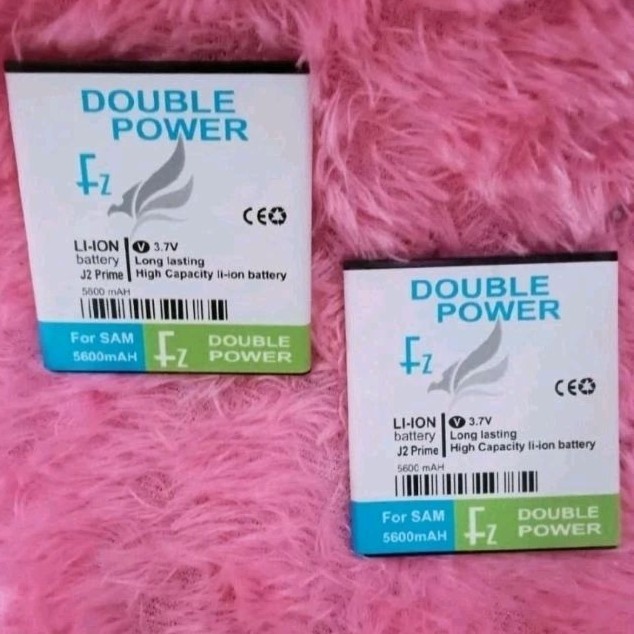 DOUBLE
POWER
Fz
CE
LI-ION V 3.7V
battery Long lasting
J2 Prime High Capacity li-ion battery
5600 mAH
For SAM Fz DOUBLE
5600mAH POWER
DOUBLE
POWER
Fz
CE
LI-ION V 3.7V
battery Long lasting
J2 Prime High Capacity li-ion battery
5600 mAH
For SAM Fz DOUBLE
5600mAH POWER